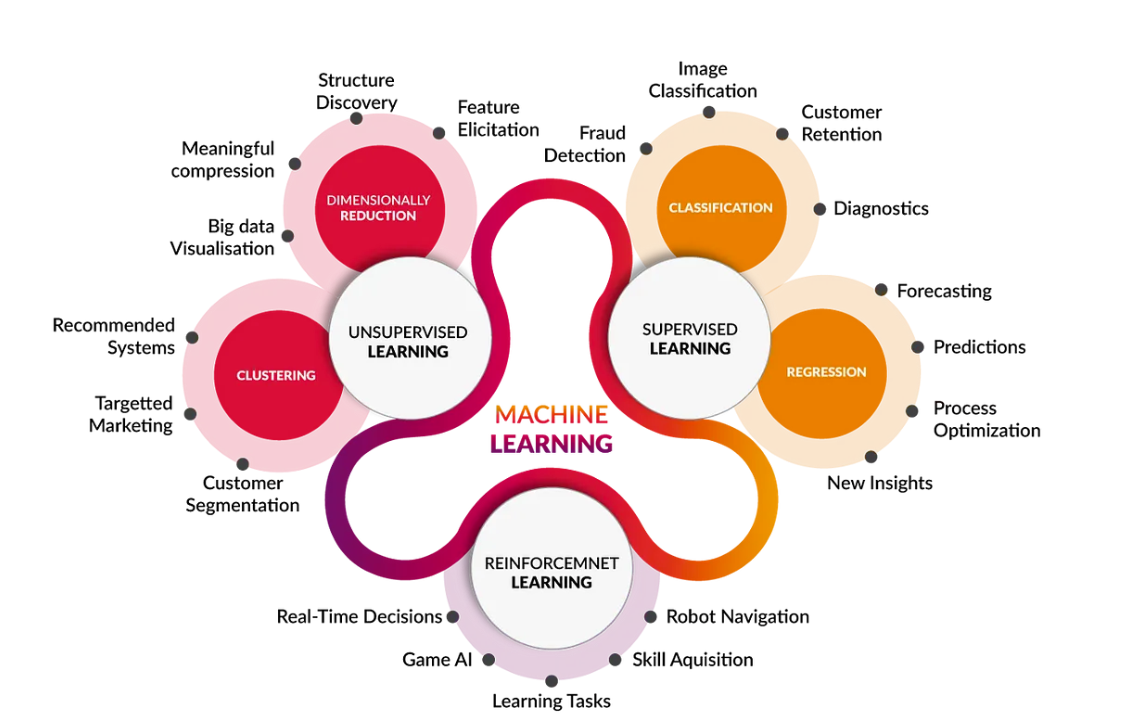 Structure
Discovery
Feature
Elicitation
Meaningful
compression
Big data
Visualisation
DIMENSIONALLY
REDUCTION
Image
Classification
Customer
Retention
Fraud
Detection
CLASSIFICATION
Diagnostics
UNSUPERVISED
LEARNING
SUPERVISED
LEARNING
Recommended
Systems
CLUSTERING
Targetted
Marketing
Customer
Segmentation
Forecasting
Predictions
REGRESSION
Process
Optimization
New Insights
MACHINE
LEARNING
REINFORCEMNET
LEARNING
Real-Time Decisions
Game AI
Learning Tasks
Skill Aquisition
Robot Navigation